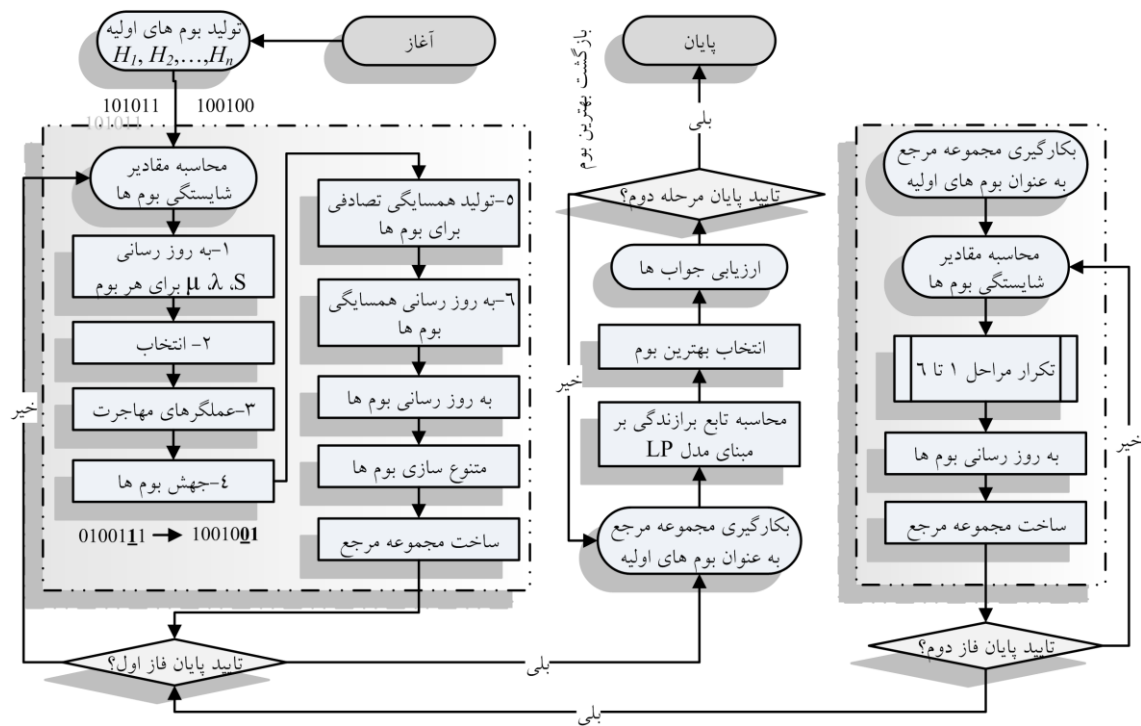 آغاز
تولید بوم های اولیه
H1, H2,…,Hn
101011
100100
101011
محاسبه مقادیر
شایستگی بوم ها
۱-به روز رسانی
μ ،λ ،S برای هر بوم
۲- انتخاب
۳-عملگرهای مهاجرت
٤-جهش بوم ها
0100111 → 1001001
۵-تولید همسایگی تصادفی
برای بوم ها
٦-به روز رسانی همسایگی
بوم ها
به روز رسانی بوم ها
متنوع سازی بوم ها
ساخت مجموعه مرجع
تایید پایان فاز اول؟
خیر
بلی
پایان
بلی
بازگشت بهترین بوم
تایید پایان مرحله دوم؟
ارزیابی جواب ها
انتخاب بهترین بوم
محاسبه تابع برازندگی بر
مبنای مدل LP
بکارگیری مجموعه مرجع
به عنوان بوم های اولیه
خیر
بکارگیری مجموعه مرجع
به عنوان بوم های اولیه
محاسبه مقادیر
شایستگی بوم ها
تکرار مراحل ۱ تا ٦
به روز رسانی بوم ها
ساخت مجموعه مرجع
تایید پایان فاز دوم؟
خیر
بلی